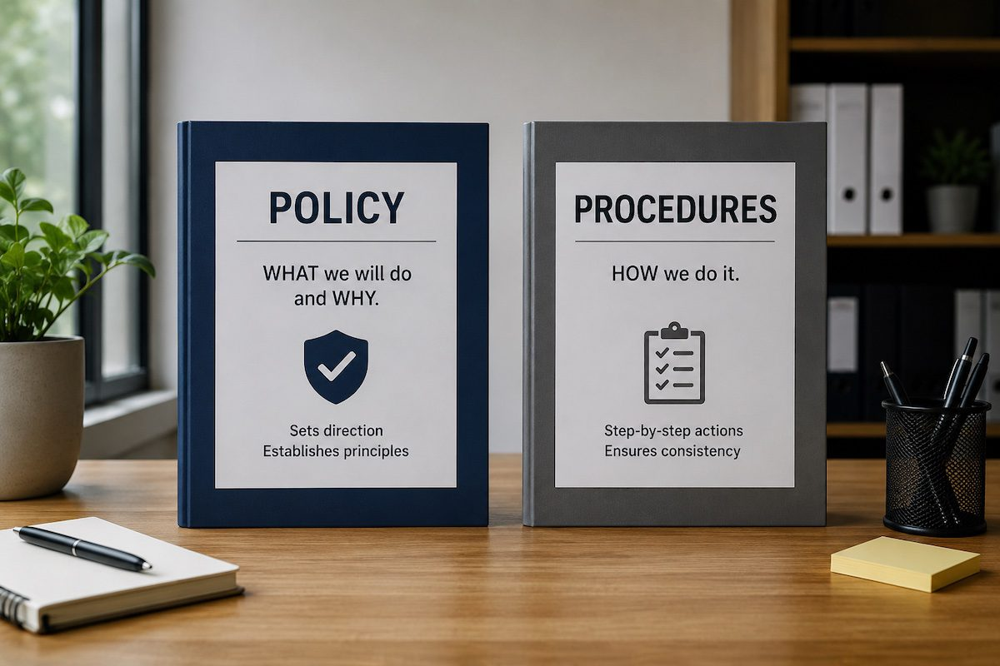 POLICY
WHAT we will do
and WHY.
Sets direction
Establishes principles
PROCEDURES
HOW we do it.
Step-by-step actions
Ensures consistency